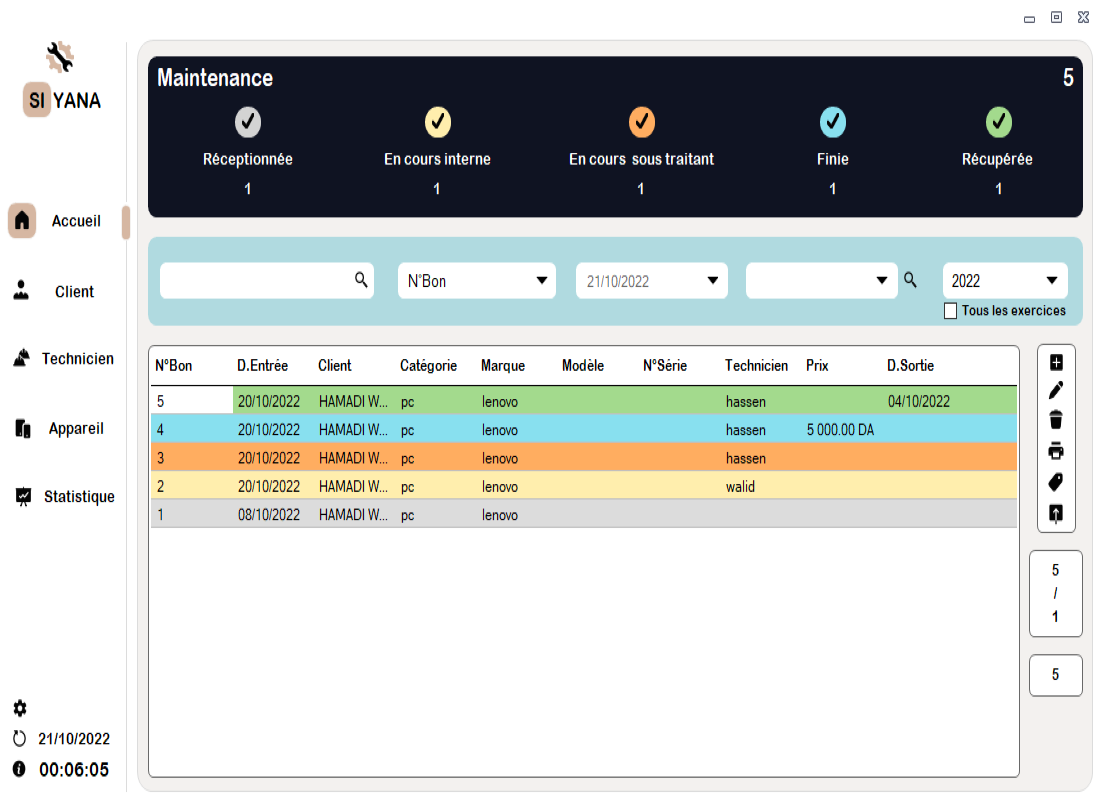 SI YANA
Accueil
Client
Technicien
Appareil
Statistique
21/10/2022
00:06:05
Maintenance 5
Réceptionnée En cours interne En cours sous traitant Finie Récupérée
1 1 1 1 1
N°Bon 21/10/2022 2022
Tous les exercices
N°Bon D.Entrée Client Catégorie Marque Modèle N°Série Technicien Prix D.Sortie
5 20/10/2022 HAMADI W... pc lenovo hassen 04/10/2022
4 20/10/2022 HAMADI W... pc lenovo hassen 5 000.00 DA
3 20/10/2022 HAMADI W... pc lenovo hassen
2 20/10/2022 HAMADI W... pc lenovo walid
1 08/10/2022 HAMADI W... pc lenovo
5
/
1
5